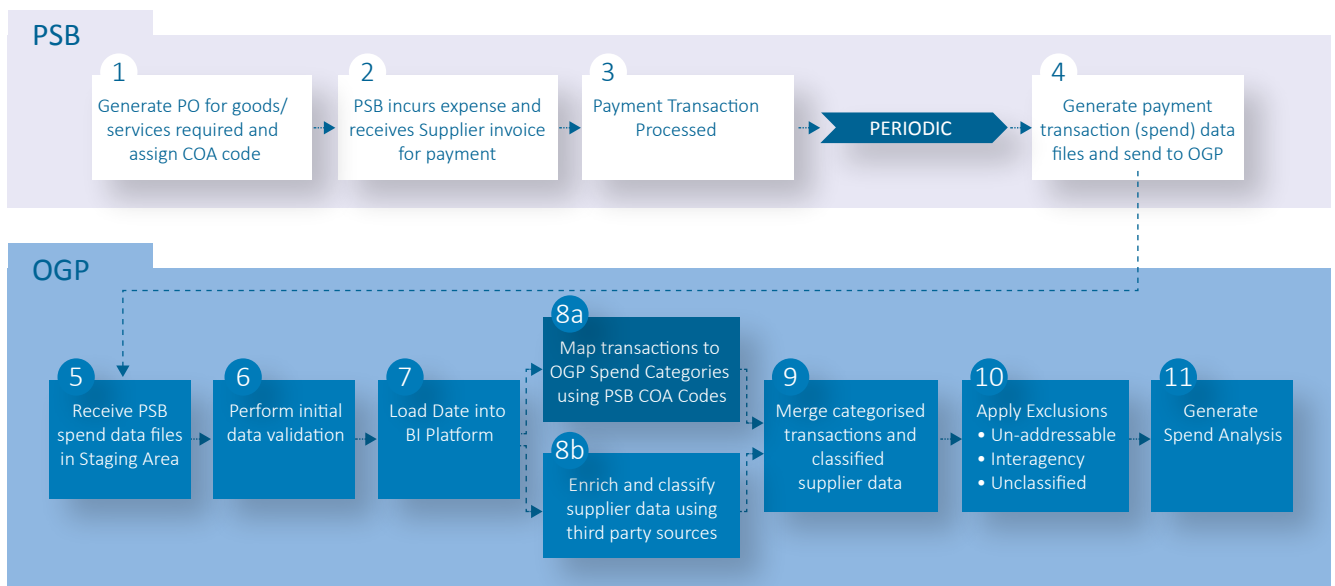 PSB
1
Generate PO for goods/
services required and
assign COA code
2
PSB incurs expense and
receives Supplier invoice
for payment
3
Payment Transaction
Processed
PERIODIC
4
Generate payment
transaction (spend) data
files and send to OGP
OGP
5
Receive PSB
spend data files
in Staging Area
6
Perform initial
data validation
7
Load Date into
BI Platform
8a
Map transactions to
OGP Spend Categories
using PSB COA Codes
8b
Enrich and classify
supplier data using
third party sources
9
Merge categorised
transactions and
classified
supplier data
10
Apply Exclusions
• Un-addressable
• Interagency
• Unclassified
11
Generate
Spend Analysis